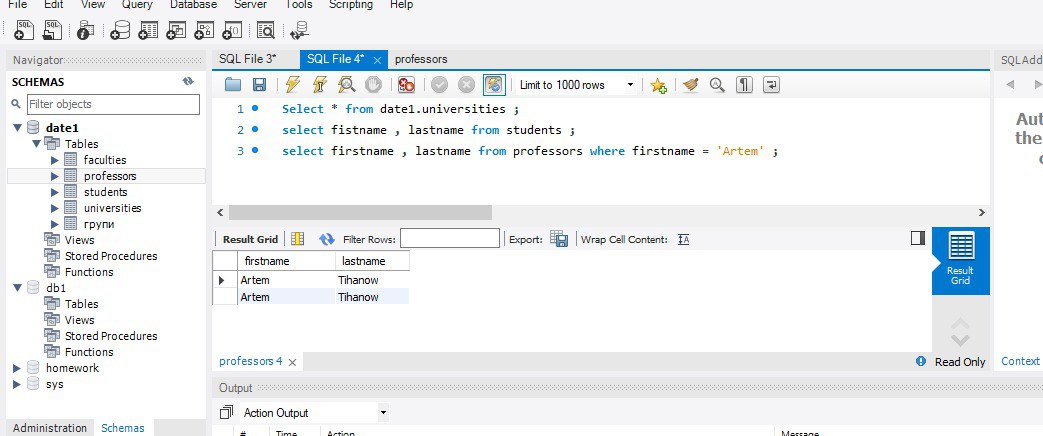 File Edit View Query Database Server Tools Scripting Help
Navigator
SCHEMAS
Filter objects
date1
Tables
faculties
professors
students
universities
групи
Views
Stored Procedures
Functions
db1
Tables
Views
Stored Procedures
Functions
homework
sys
Administration Schemas
SQL File 3* SQL File 4* professors
Limit to 1000 rows
1 Select * from date1.universities ;
2 select fistname , lastname from students ;
3 select firstname , lastname from professors where firstname = 'Artem' ;
Result Grid Filter Rows: Export: Wrap Cell Content:
firstname lastname
Artem Tihanow
Artem Tihanow
Result
Grid
professors 4
Read Only
Output
Action Output
# Time Action Message
SQLAdd
Aut
the
Context